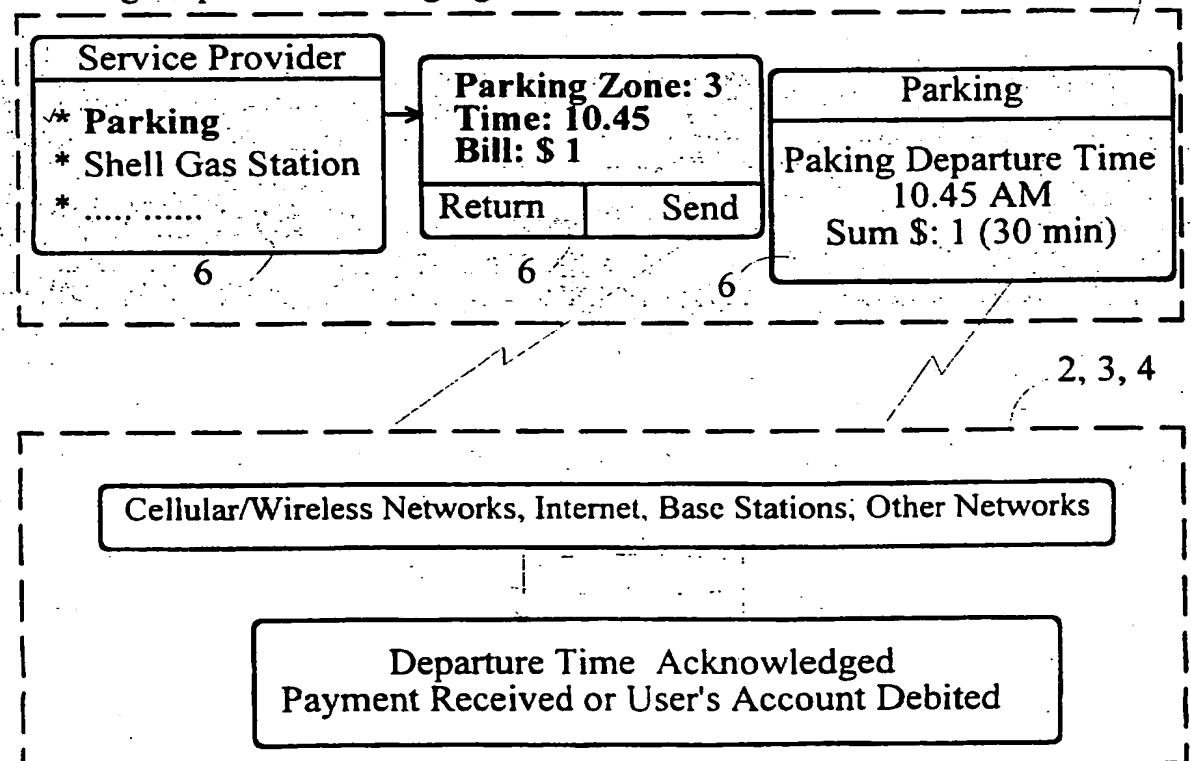 Service Provider
* Parking
* Shell Gas Station
* ..... ......
6
Parking Zone: 3
Time: 10.45
Bill: $ 1
Return Send
6
Parking
Paking Departure Time
10.45 AM
Sum $: 1 (30 min)
6
2, 3, 4
Cellular/Wireless Networks, Internet, Base Stations, Other Networks
Departure Time Acknowledged
Payment Received or User's Account Debited